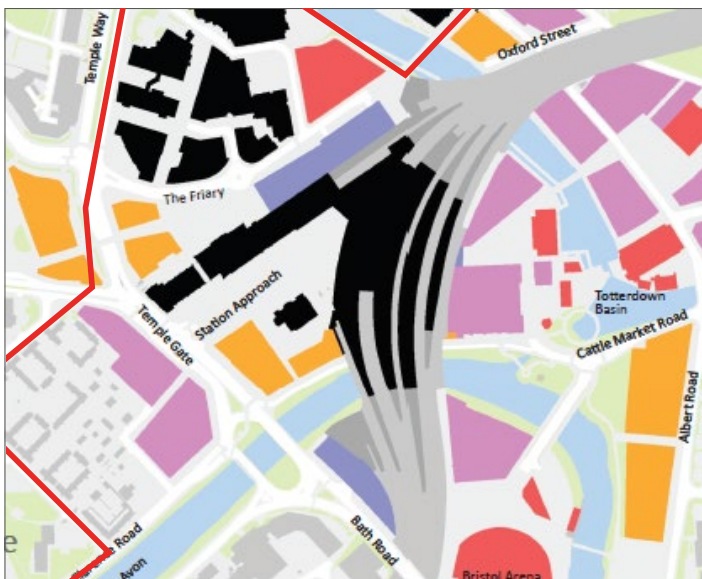 Temple Way
Oxford Street
The Friary
Station Approach
Temple Gate
Totterdown
Basin
Cattle Market Road
Albert Road
Bath Road
Road
Avon
Bristol Arena
e